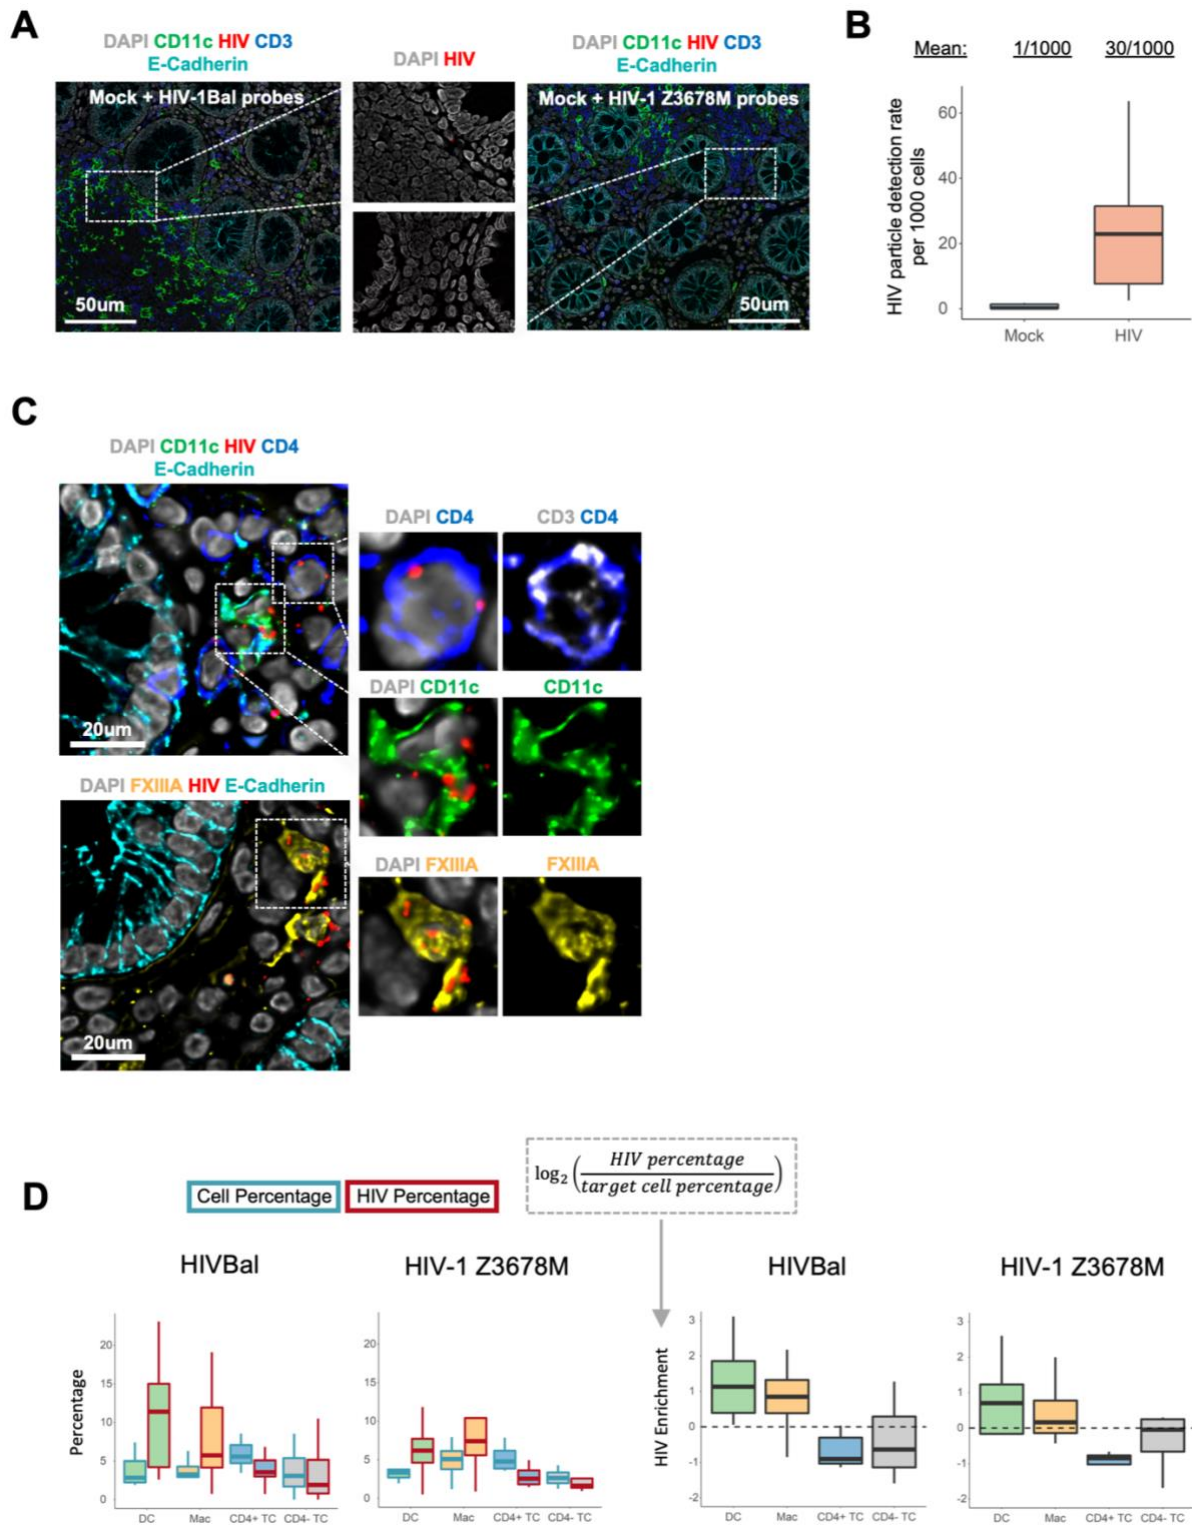 A
DAPI CD11c HIV CD3
E-Cadherin
Mock + HIV-1Bal probes
50um
DAPI HIV
DAPI CD11c HIV CD3
E-Cadherin
Mock + HIV-1 Z3678M probes
50um
B
Mean: 1/1000 30/1000
HIV particle detection rate
per 1000 cells
60
40
20
0
Mock HIV
C
DAPI CD11c HIV CD4
E-Cadherin
20um
DAPI CD4
CD3 CD4
DAPI CD11c
CD11c
DAPI FXIIIA HIV E-Cadherin
20um
DAPI FXIIIA
FXIIIA
D
Cell Percentage
HIV Percentage
log2(HIV percentage / target cell percentage)
HIVBal
Percentage
20
15
10
5
0
DC Mac CD4+ TC CD4- TC
HIV-1 Z3678M
20
15
10
5
0
DC Mac CD4+ TC CD4- TC
HIVBal
HIV Enrichment
3
2
1
0
-1
-2
DC Mac CD4+ TC CD4- TC
HIV-1 Z3678M
3
2
1
0
-1
-2
DC Mac CD4+ TC CD4- TC